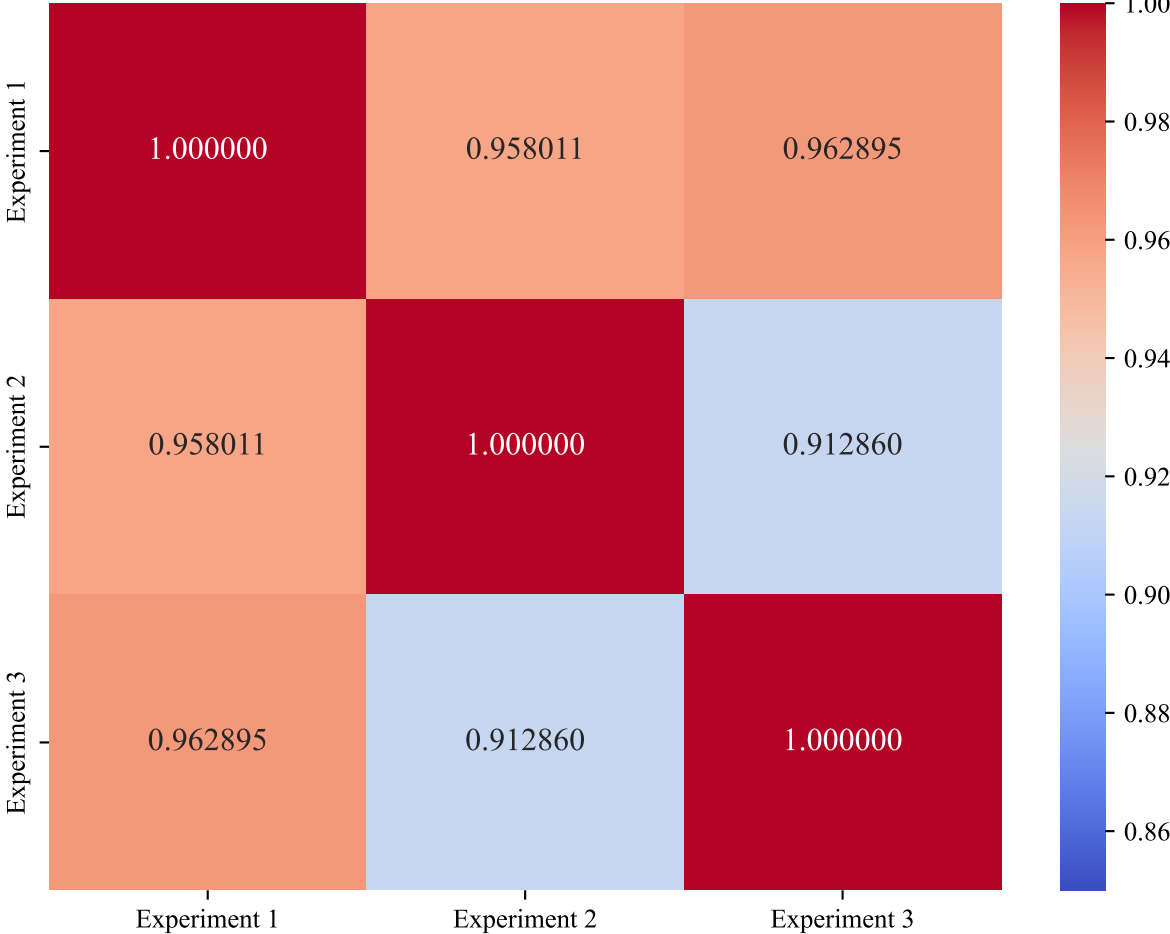 Experiment 1
1.000000 0.958011 0.962895
Experiment 2
0.958011 1.000000 0.912860
Experiment 3
0.962895 0.912860 1.000000
Experiment 1 Experiment 2 Experiment 3
1.00
0.98
0.96
0.94
0.92
0.90
0.88
0.86